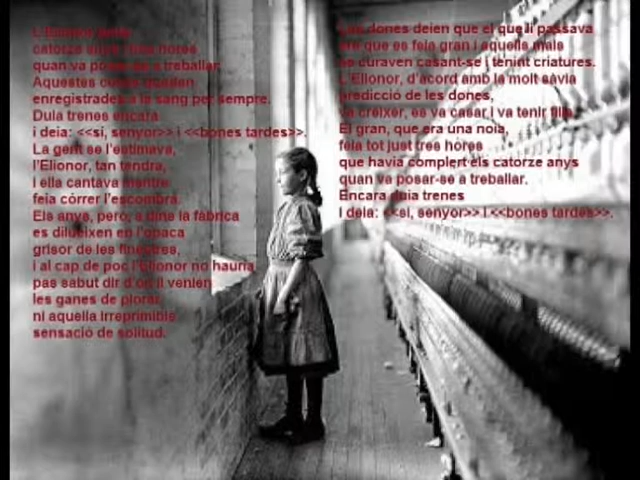 L'Elionor tenia
catorze anys i tres hores
quan va posar-se a treballar.
Aquestes coses queden
enregistrades a la sang per sempre.
Duia trenes encara
i deia: <<sí, senyor>> i <<bones tardes>>.
La gent se l'estimava,
l'Elionor, tan tendra,
i ella cantava mentre
feia córrer l'escombra.
Els anys, però, a dins la fàbrica
es dilueixen en l'opaca
grisor de les finestres,
i al cap de poc l'Elionor no hauria
pas sabut dir d'on li venien
les ganes de plorar
ni aquella irreprimible
sensació de solitud.
Les dones deien que el que li passava
era que es feia gran i aquells mals
es curaven casant-se i tenint criatures.
L'Elionor, d'acord amb la molt sàvia
predicció de les dones,
va créixer, es va casar i va tenir fills.
El gran, que era una noia,
feia tot just tres hores
que havia complert els catorze anys
quan va posar-se a treballar.
Encara duia trenes
i deia: <<sí, senyor>> i <<bones tardes>>.